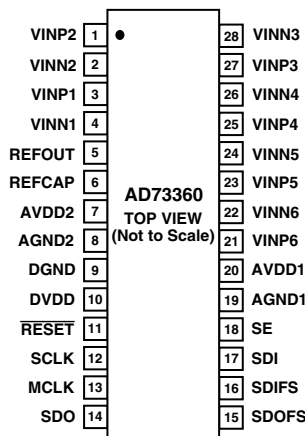 VINP2 1
VINN2 2
VINP1 3
VINN1 4
REFOUT 5
REFCAP 6
AVDD2 7
AGND2 8
DGND 9
DVDD 10
RESET 11
SCLK 12
MCLK 13
SDO 14
AD73360
TOP VIEW
(Not to Scale)
28 VINN3
27 VINP3
26 VINN4
25 VINP4
24 VINN5
23 VINP5
22 VINN6
21 VINP6
20 AVDD1
19 AGND1
18 SE
17 SDI
16 SDIFS
15 SDOFS